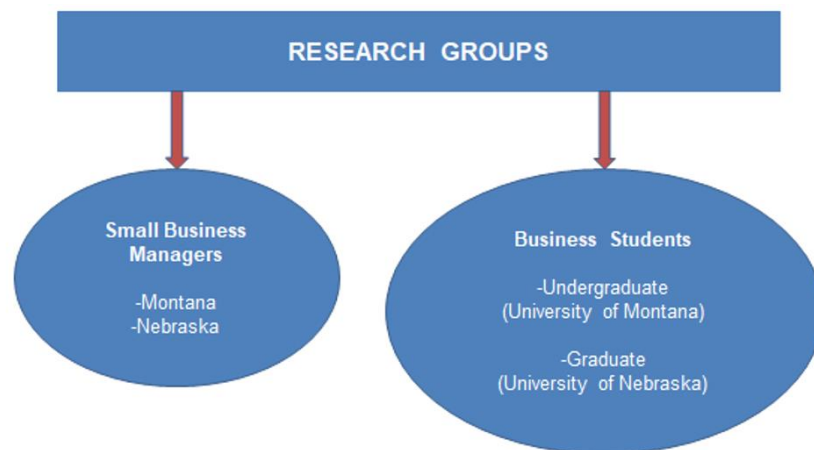 RESEARCH GROUPS
Small Business
Managers
-Montana
-Nebraska
Business Students
-Undergraduate
(University of Montana)
-Graduate
(University of Nebraska)